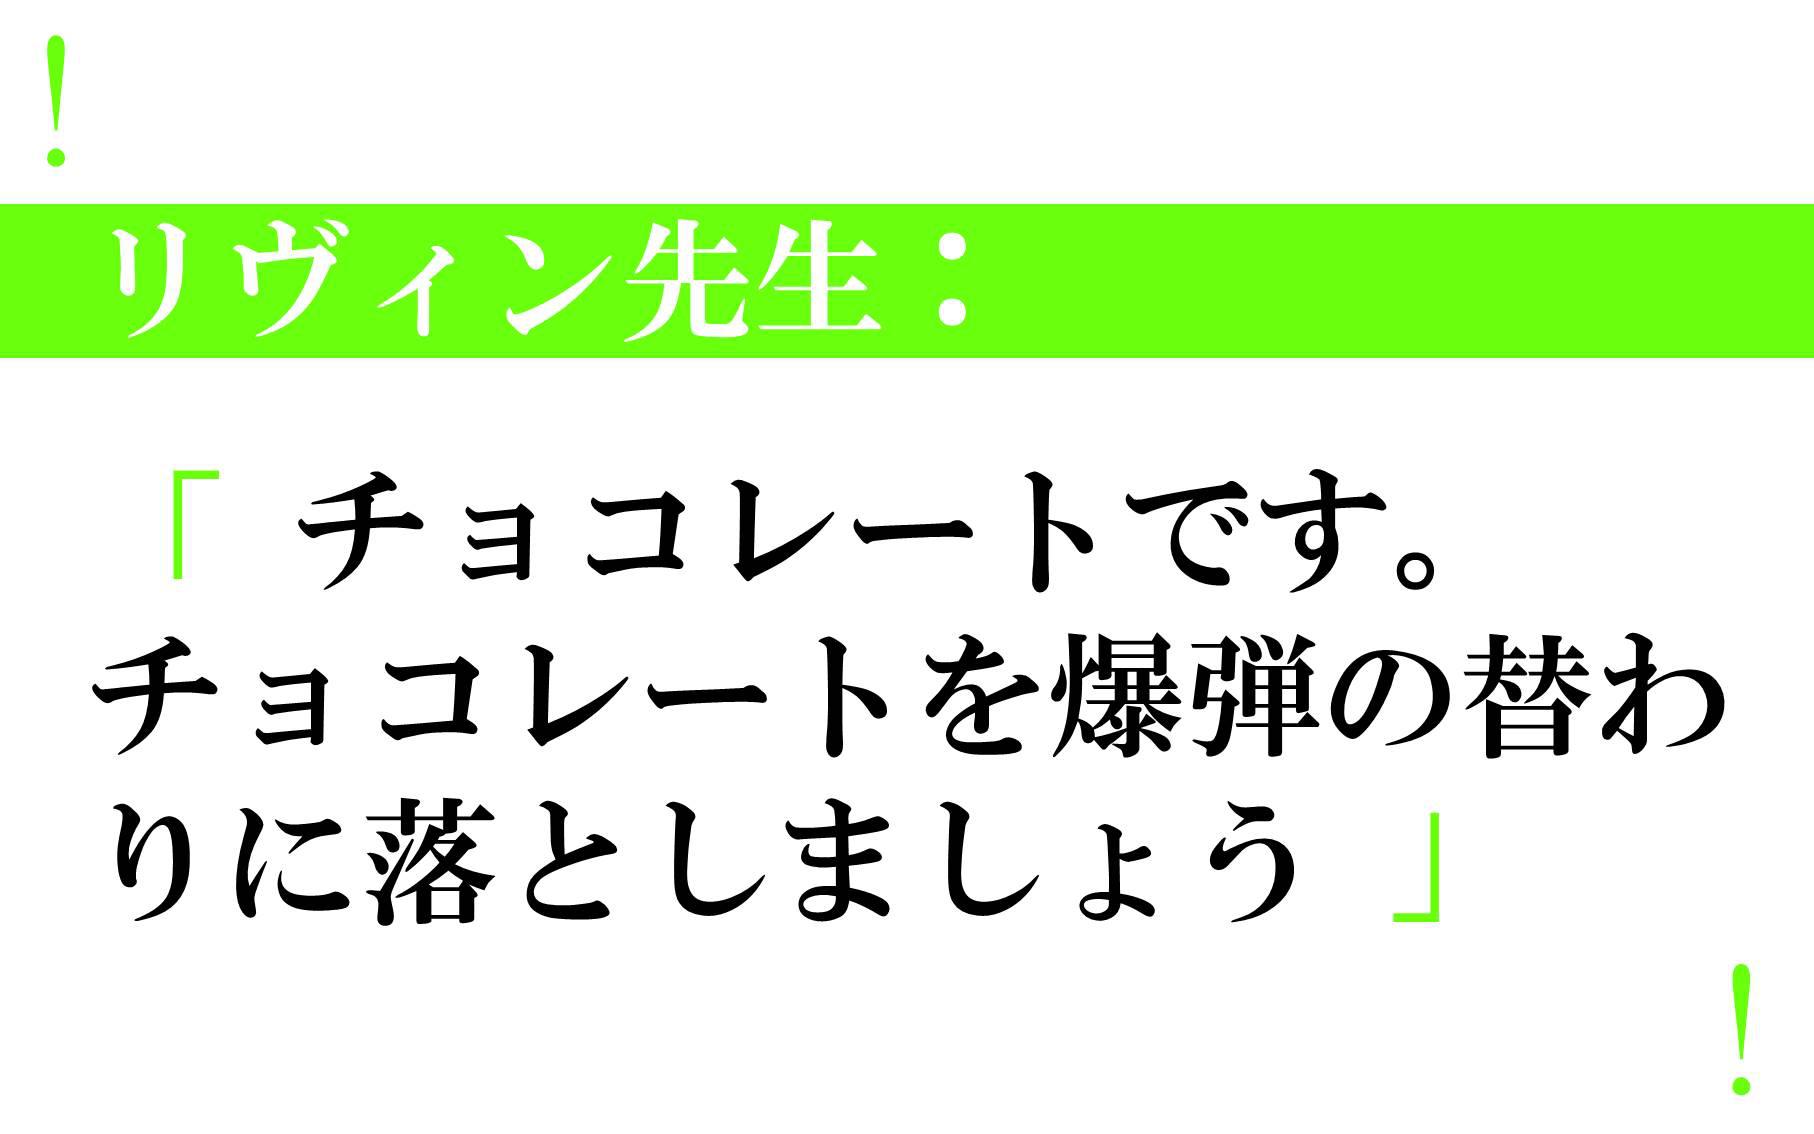 !
リヴィン先生：
「 チョコレートです。
チョコレートを爆弾の替わ
りに落としましょう 」
!